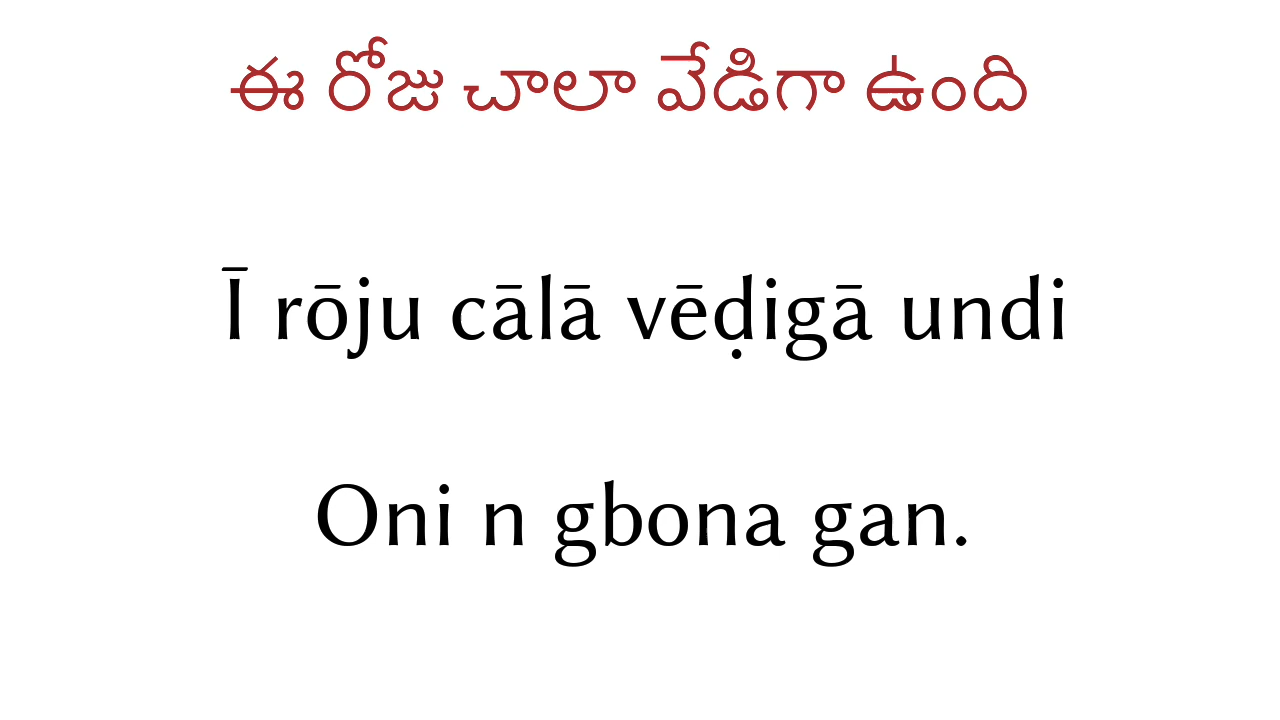 ఈ రోజు చాలా వేడిగా ఉంది
Ī rōju cālā vēḍigā undi
Oni n gbona gan.